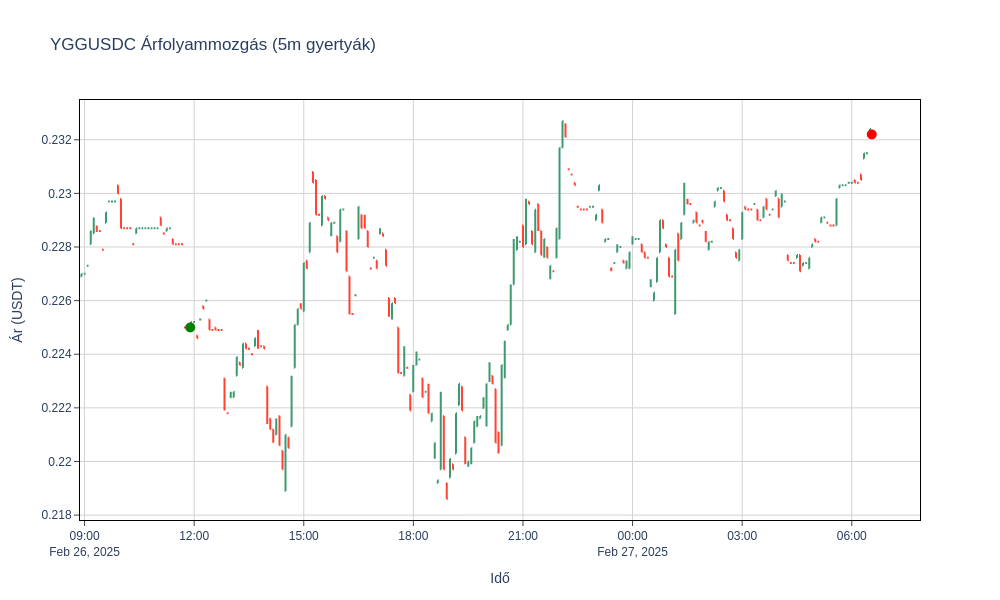 YGGUSDC Árfolyammozgás (5m gyertyák)
0.232
0.23
0.228
0.226
0.224
0.222
0.22
0.218
Ár (USDT)
09:00 12:00 15:00 18:00 21:00 00:00 03:00 06:00
Feb 26, 2025 Feb 27, 2025
Idő